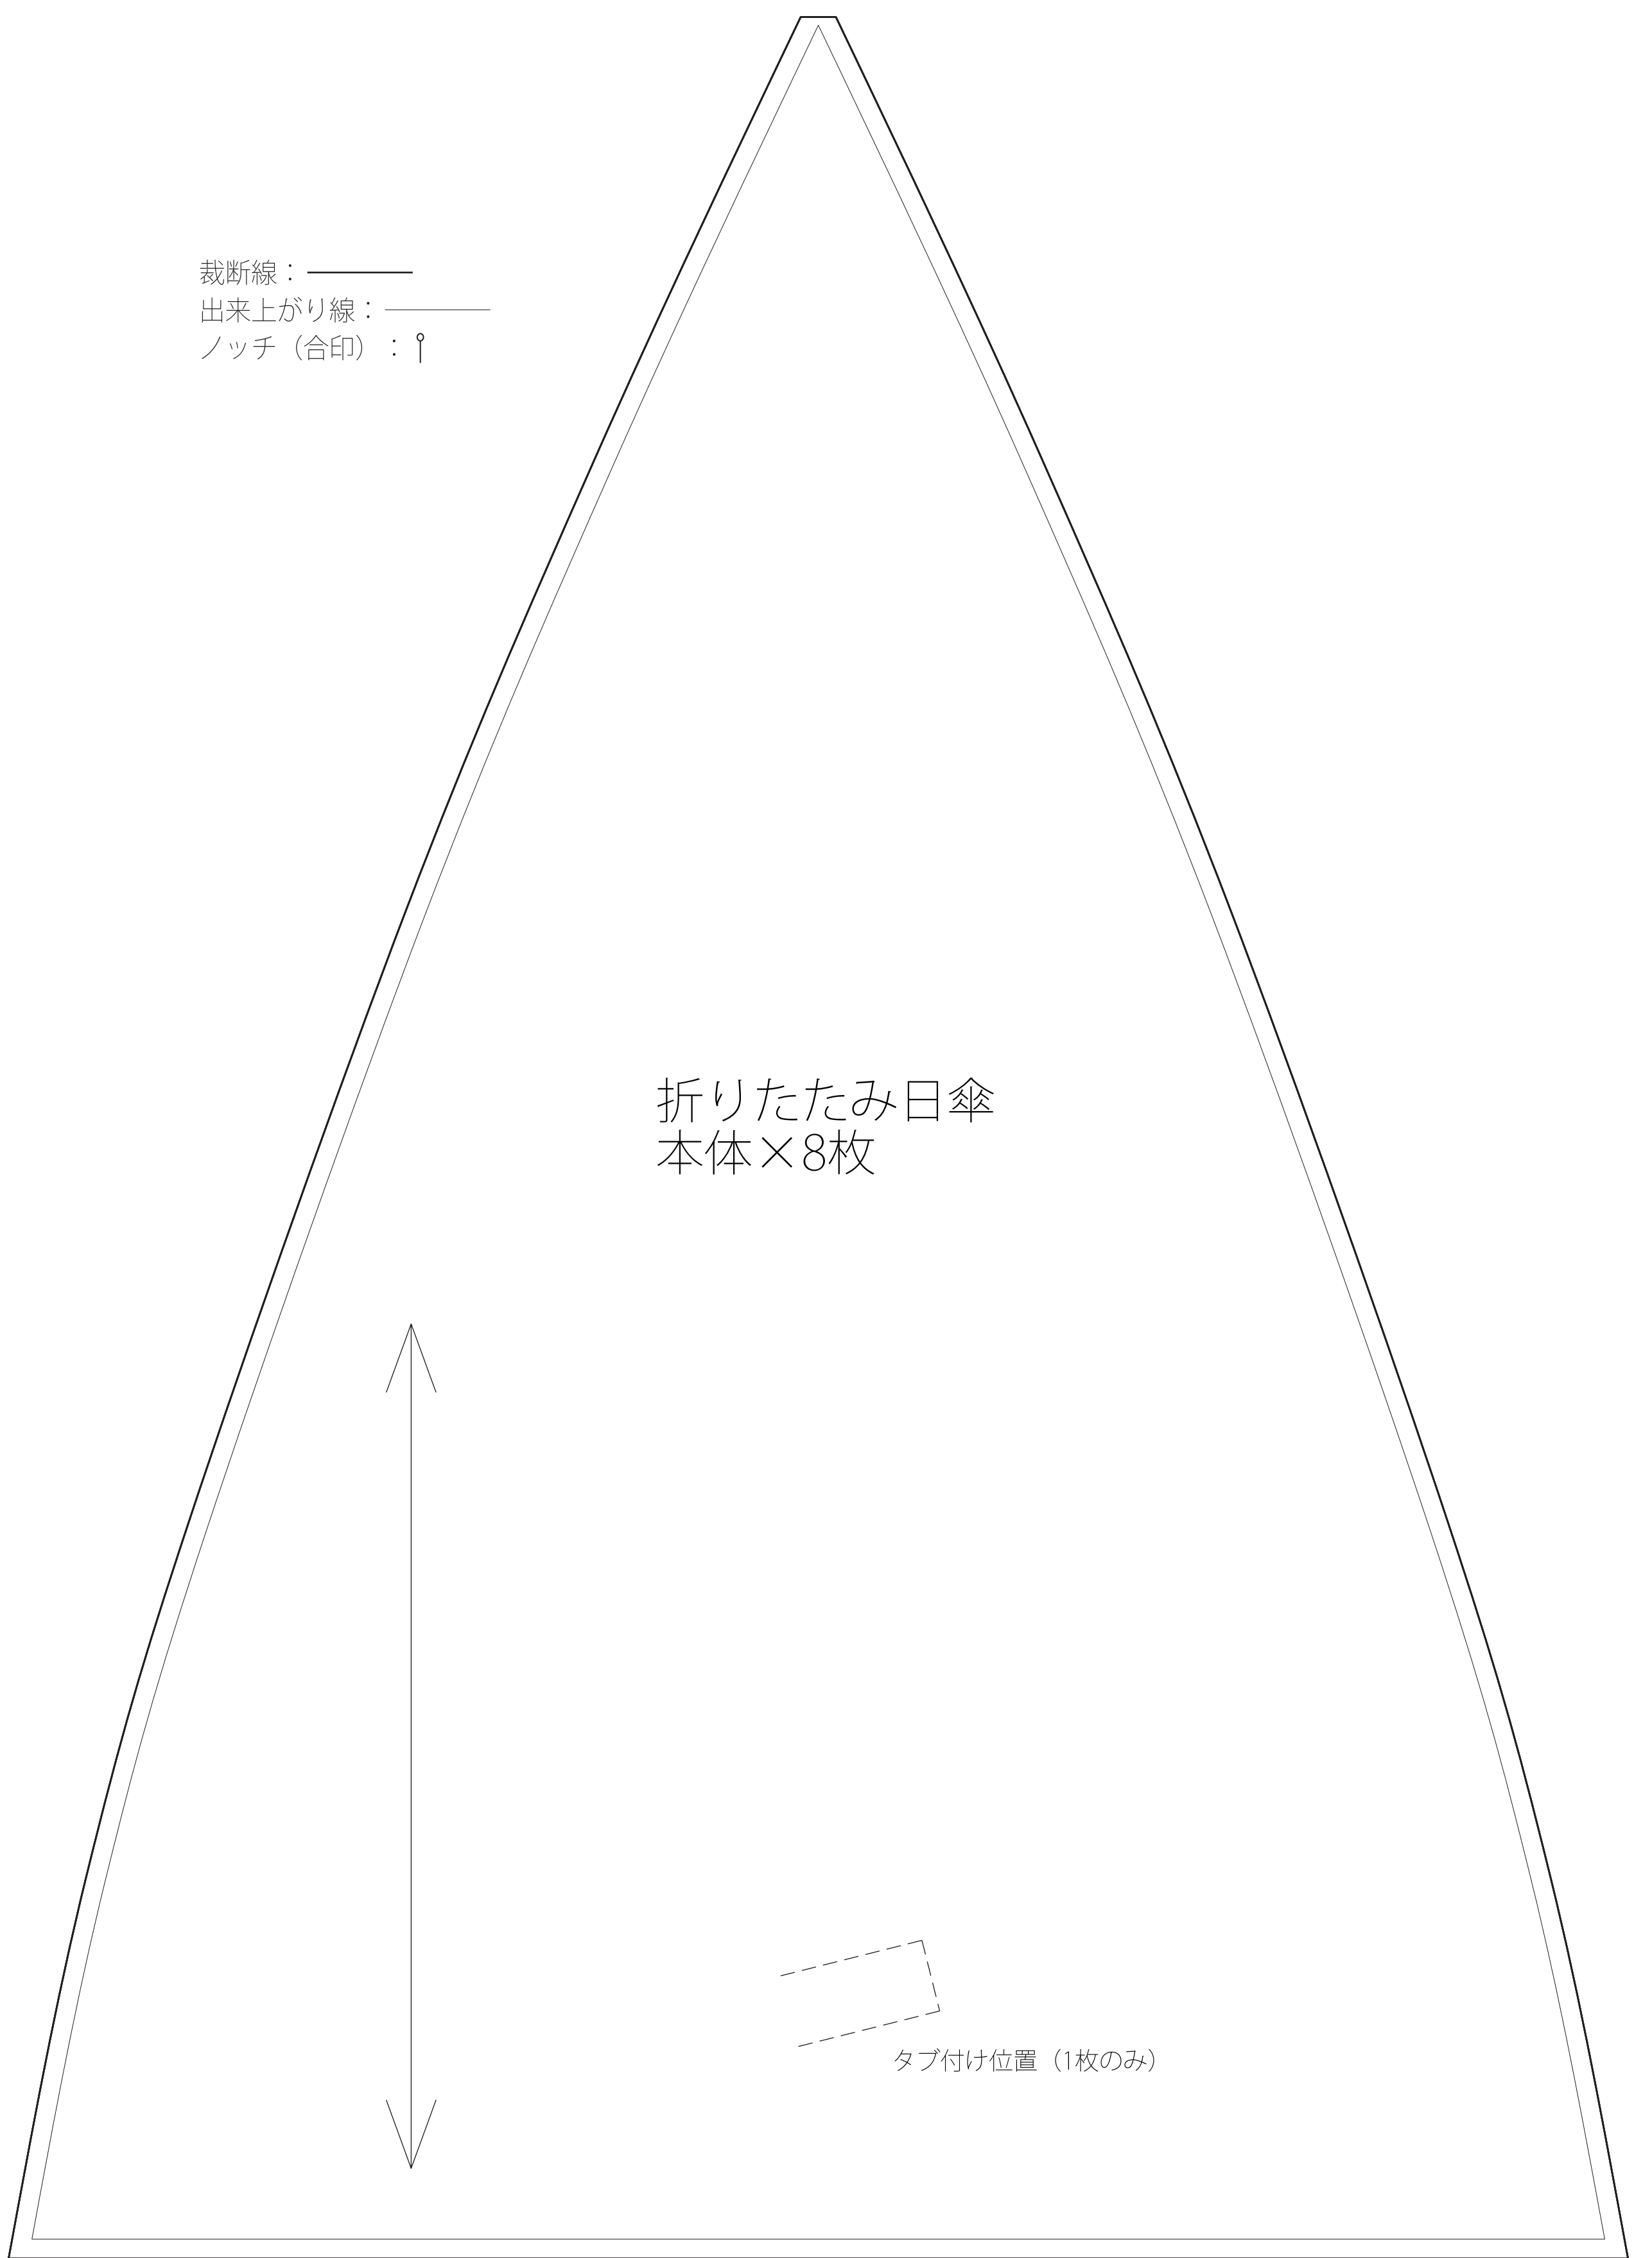 裁断線：
出来上がり線：
ノッチ（合印）：
折りたたみ日傘
本体×8枚
タブ付け位置（1枚のみ）